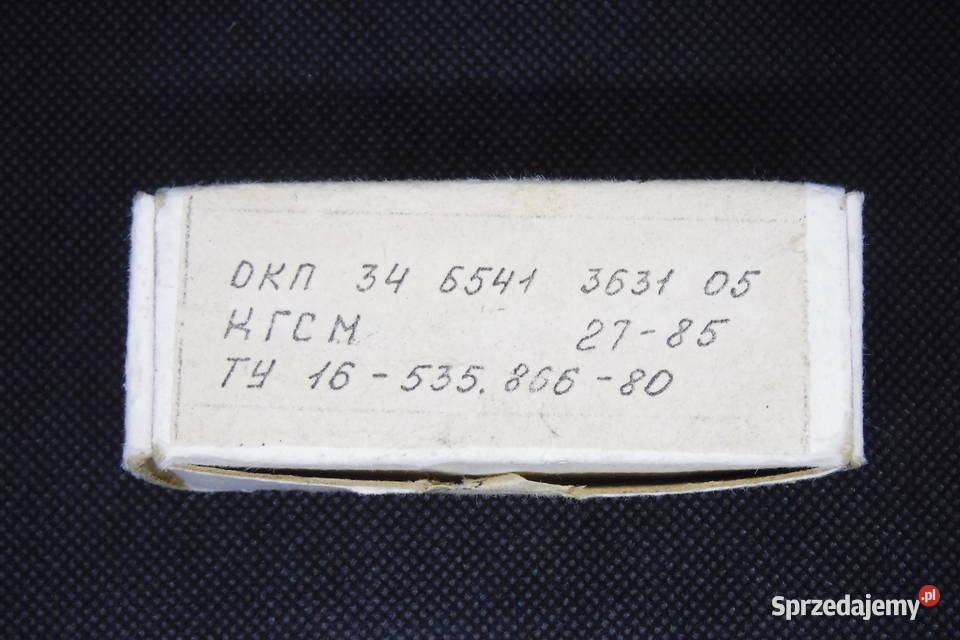 ОКП 34 6541 3631 05
КГСМ 27-85
ТУ 16-535.866-80
Sprzedajemy.pl